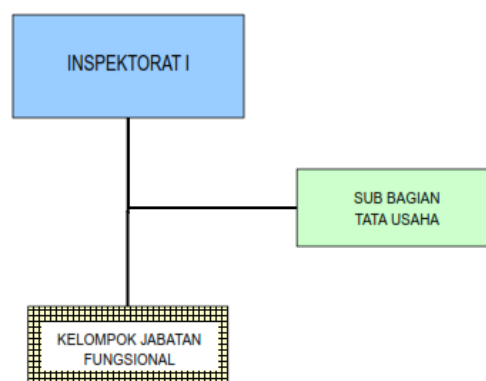 INSPEKTORAT I
SUB BAGIAN
TATA USAHA
KELOMPOK JABATAN
FUNGSIONAL